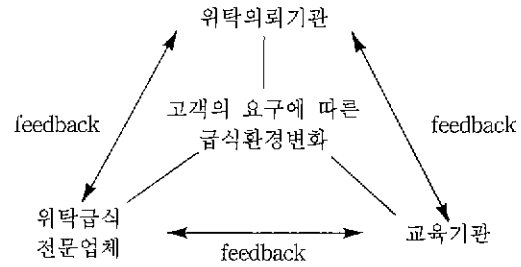 위탁의뢰기관
feedback
고객의 요구에 따른
급식환경변화
feedback
위탁급식
전문업체
feedback
교육기관